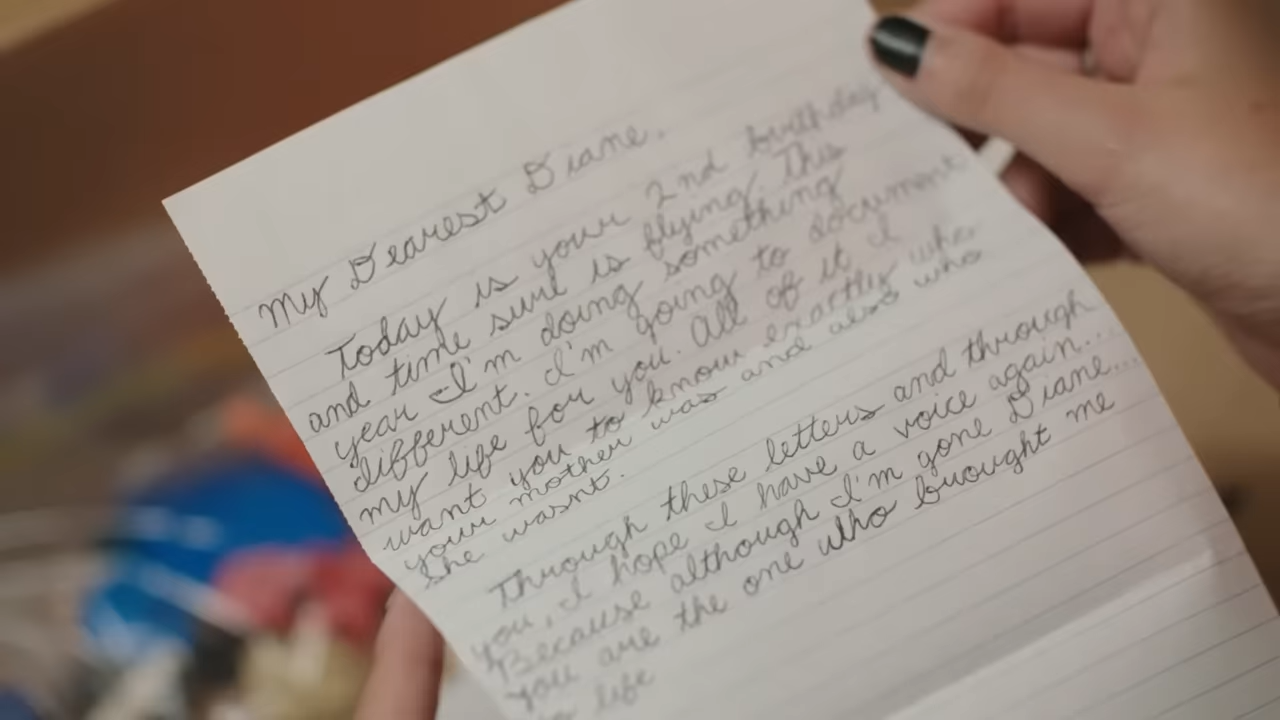 My Dearest Diane.
Today is your 2nd birthday
and time sure is flying. This
year I'm doing something
different. I'm going to document
my life for you. All of it I
want you to know exactly who
your mother was and also who
she wasnt.
Through these letters and through
you, I hope I have a voice again...
Because although I'm gone Diane....
you are the one who brought me
to life